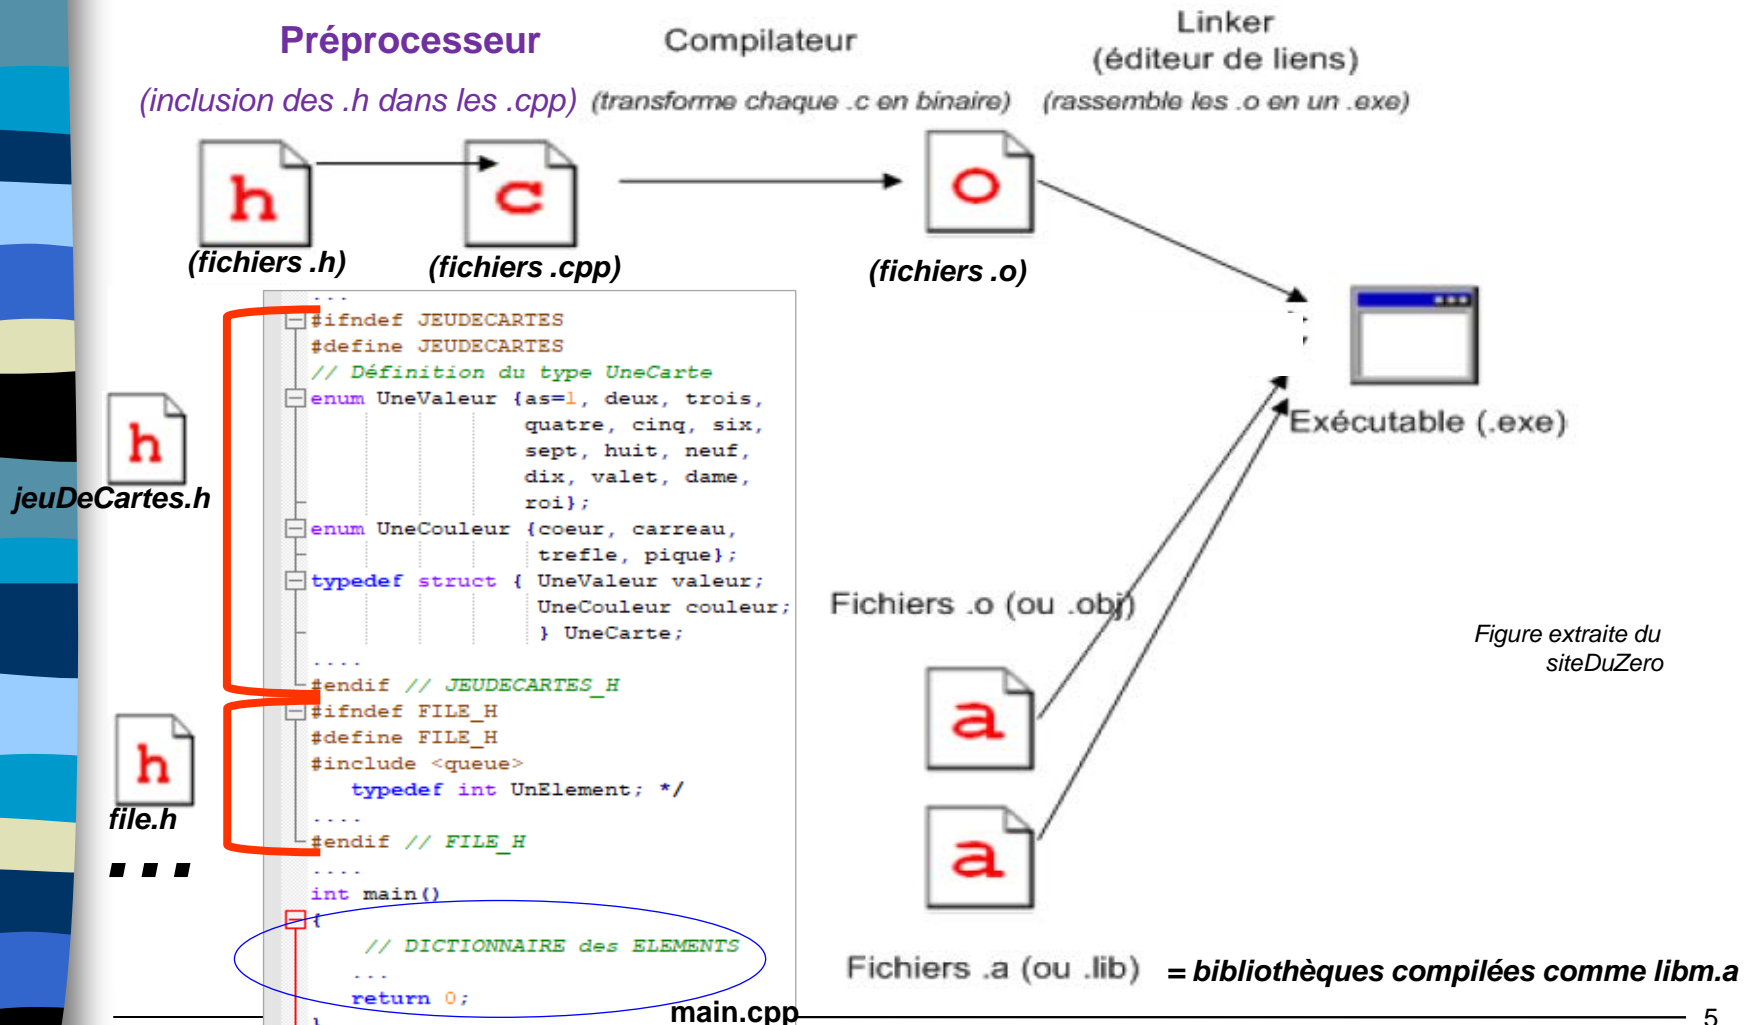 Préprocesseur
Compilateur
Linker
(éditeur de liens)
(inclusion des .h dans les .cpp)
(transforme chaque .c en binaire)
(rassemble les .o en un .exe)
h
c
o
(fichiers .h)
(fichiers .cpp)
(fichiers .o)
...
#ifndef JEUDECARTES
#define JEUDECARTES
// Définition du type UneCarte
enum UneValeur {as=1, deux, trois,
quatre, cinq, six,
sept, huit, neuf,
dix, valet, dame,
roi};
enum UneCouleur {coeur, carreau,
trefle, pique};
typedef struct { UneValeur valeur;
UneCouleur couleur;
} UneCarte;
....
#endif // JEUDECARTES_H
#ifndef FILE_H
#define FILE_H
#include <queue>
typedef int UnElement; */
....
#endif // FILE_H
....
int main()
{
// DICTIONNAIRE des ELEMENTS
...
return 0;
}
main.cpp
h
jeuDeCartes.h
h
file.h
...
Exécutable (.exe)
Fichiers .o (ou .obj)
Figure extraite du
siteDuZero
a
a
Fichiers .a (ou .lib)
= bibliothèques compilées comme libm.a
5